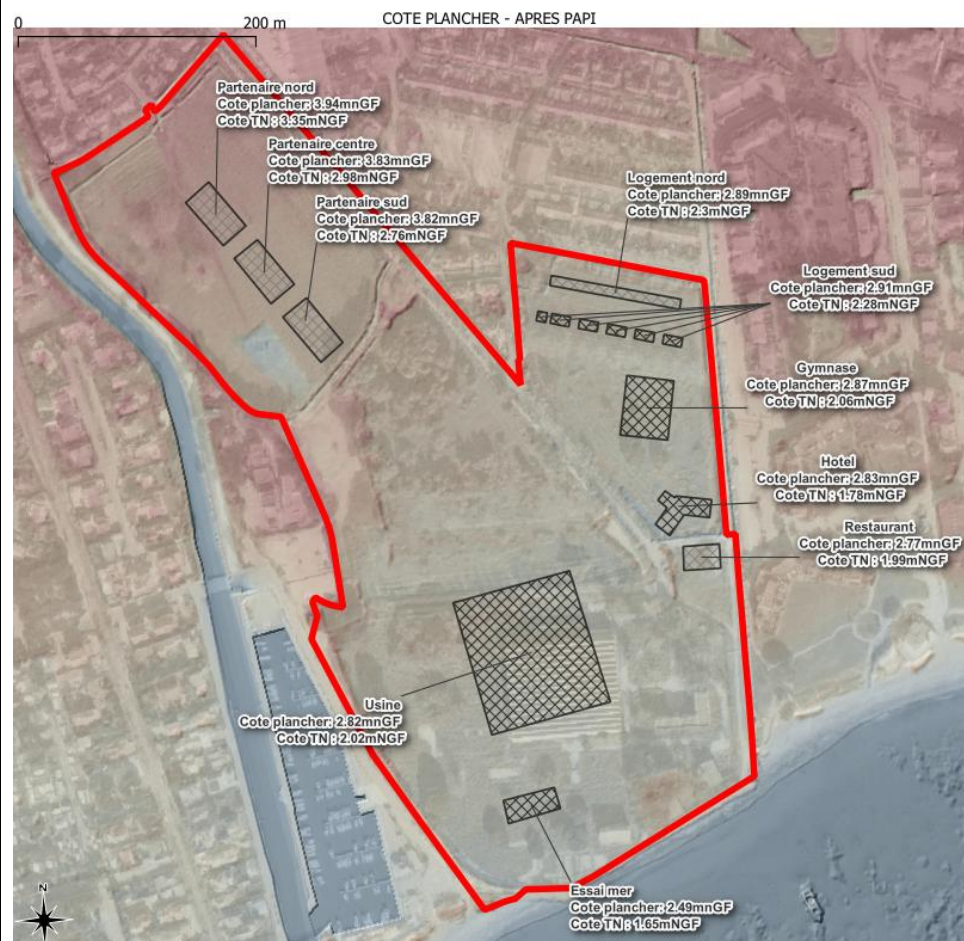 COTE PLANCHER - APRES PAPI
0 200 m
Partenaire nord
Cote plancher: 3.94mnGF
Cote TN : 3.35mNGF
Partenaire centre
Cote plancher: 3.83mnGF
Cote TN : 2.98mNGF
Partenaire sud
Cote plancher: 3.82mnGF
Cote TN : 2.76mNGF
Logement nord
Cote plancher: 2.89mnGF
Cote TN : 2.3mNGF
Logement sud
Cote plancher: 2.91mnGF
Cote TN : 2.28mNGF
Gymnase
Cote plancher: 2.87mnGF
Cote TN : 2.06mNGF
Hotel
Cote plancher: 2.83mnGF
Cote TN : 1.78mNGF
Restaurant
Cote plancher: 2.77mnGF
Cote TN : 1.99mNGF
Usine
Cote plancher: 2.82mnGF
Cote TN : 2.02mNGF
Essai mer
Cote plancher: 2.49mnGF
Cote TN : 1.65mNGF
N